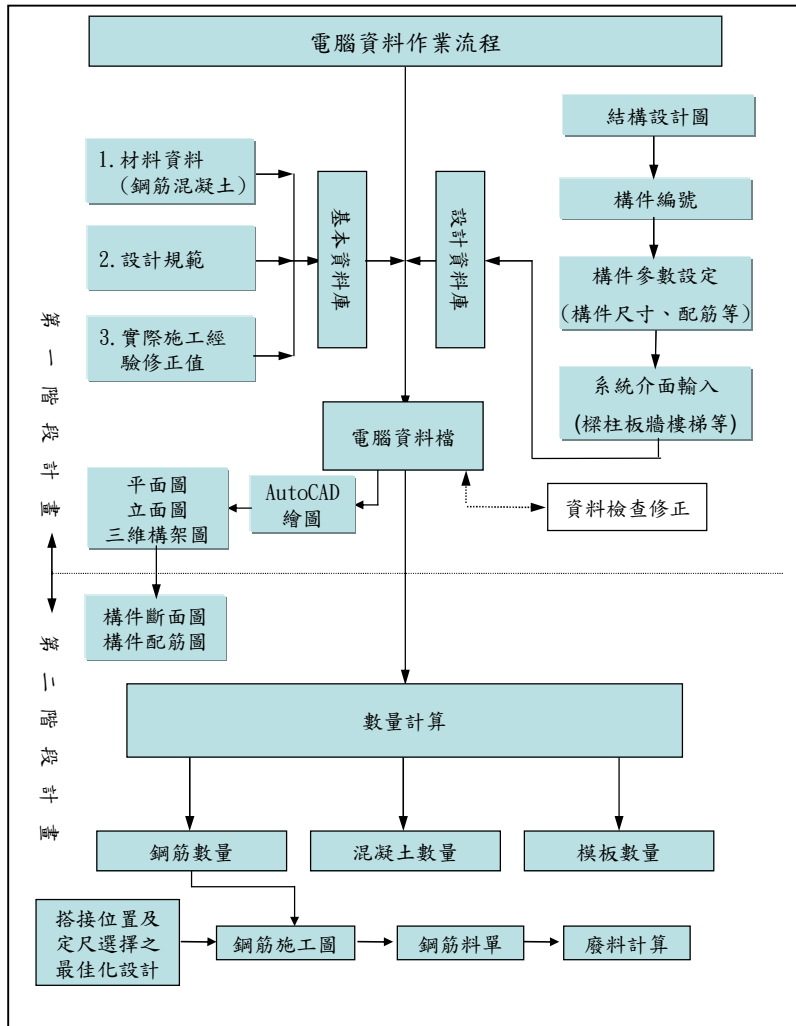 電腦資料作業流程
結構設計圖
1.材料資料
(鋼筋混凝土)
構件編號
基本資料庫
設計資料庫
2.設計規範
構件參數設定
(構件尺寸、配筋等)
3.實際施工經
驗修正值
系統介面輸入
(樑柱板牆樓梯等)
第一階段計畫
電腦資料檔
平面圖
立面圖
三維構架圖
AutoCAD
繪圖
資料檢查修正
構件斷面圖
構件配筋圖
第二階段計畫
數量計算
鋼筋數量
混凝土數量
模板數量
搭接位置及
定尺選擇之
最佳化設計
鋼筋施工圖
鋼筋料單
廢料計算